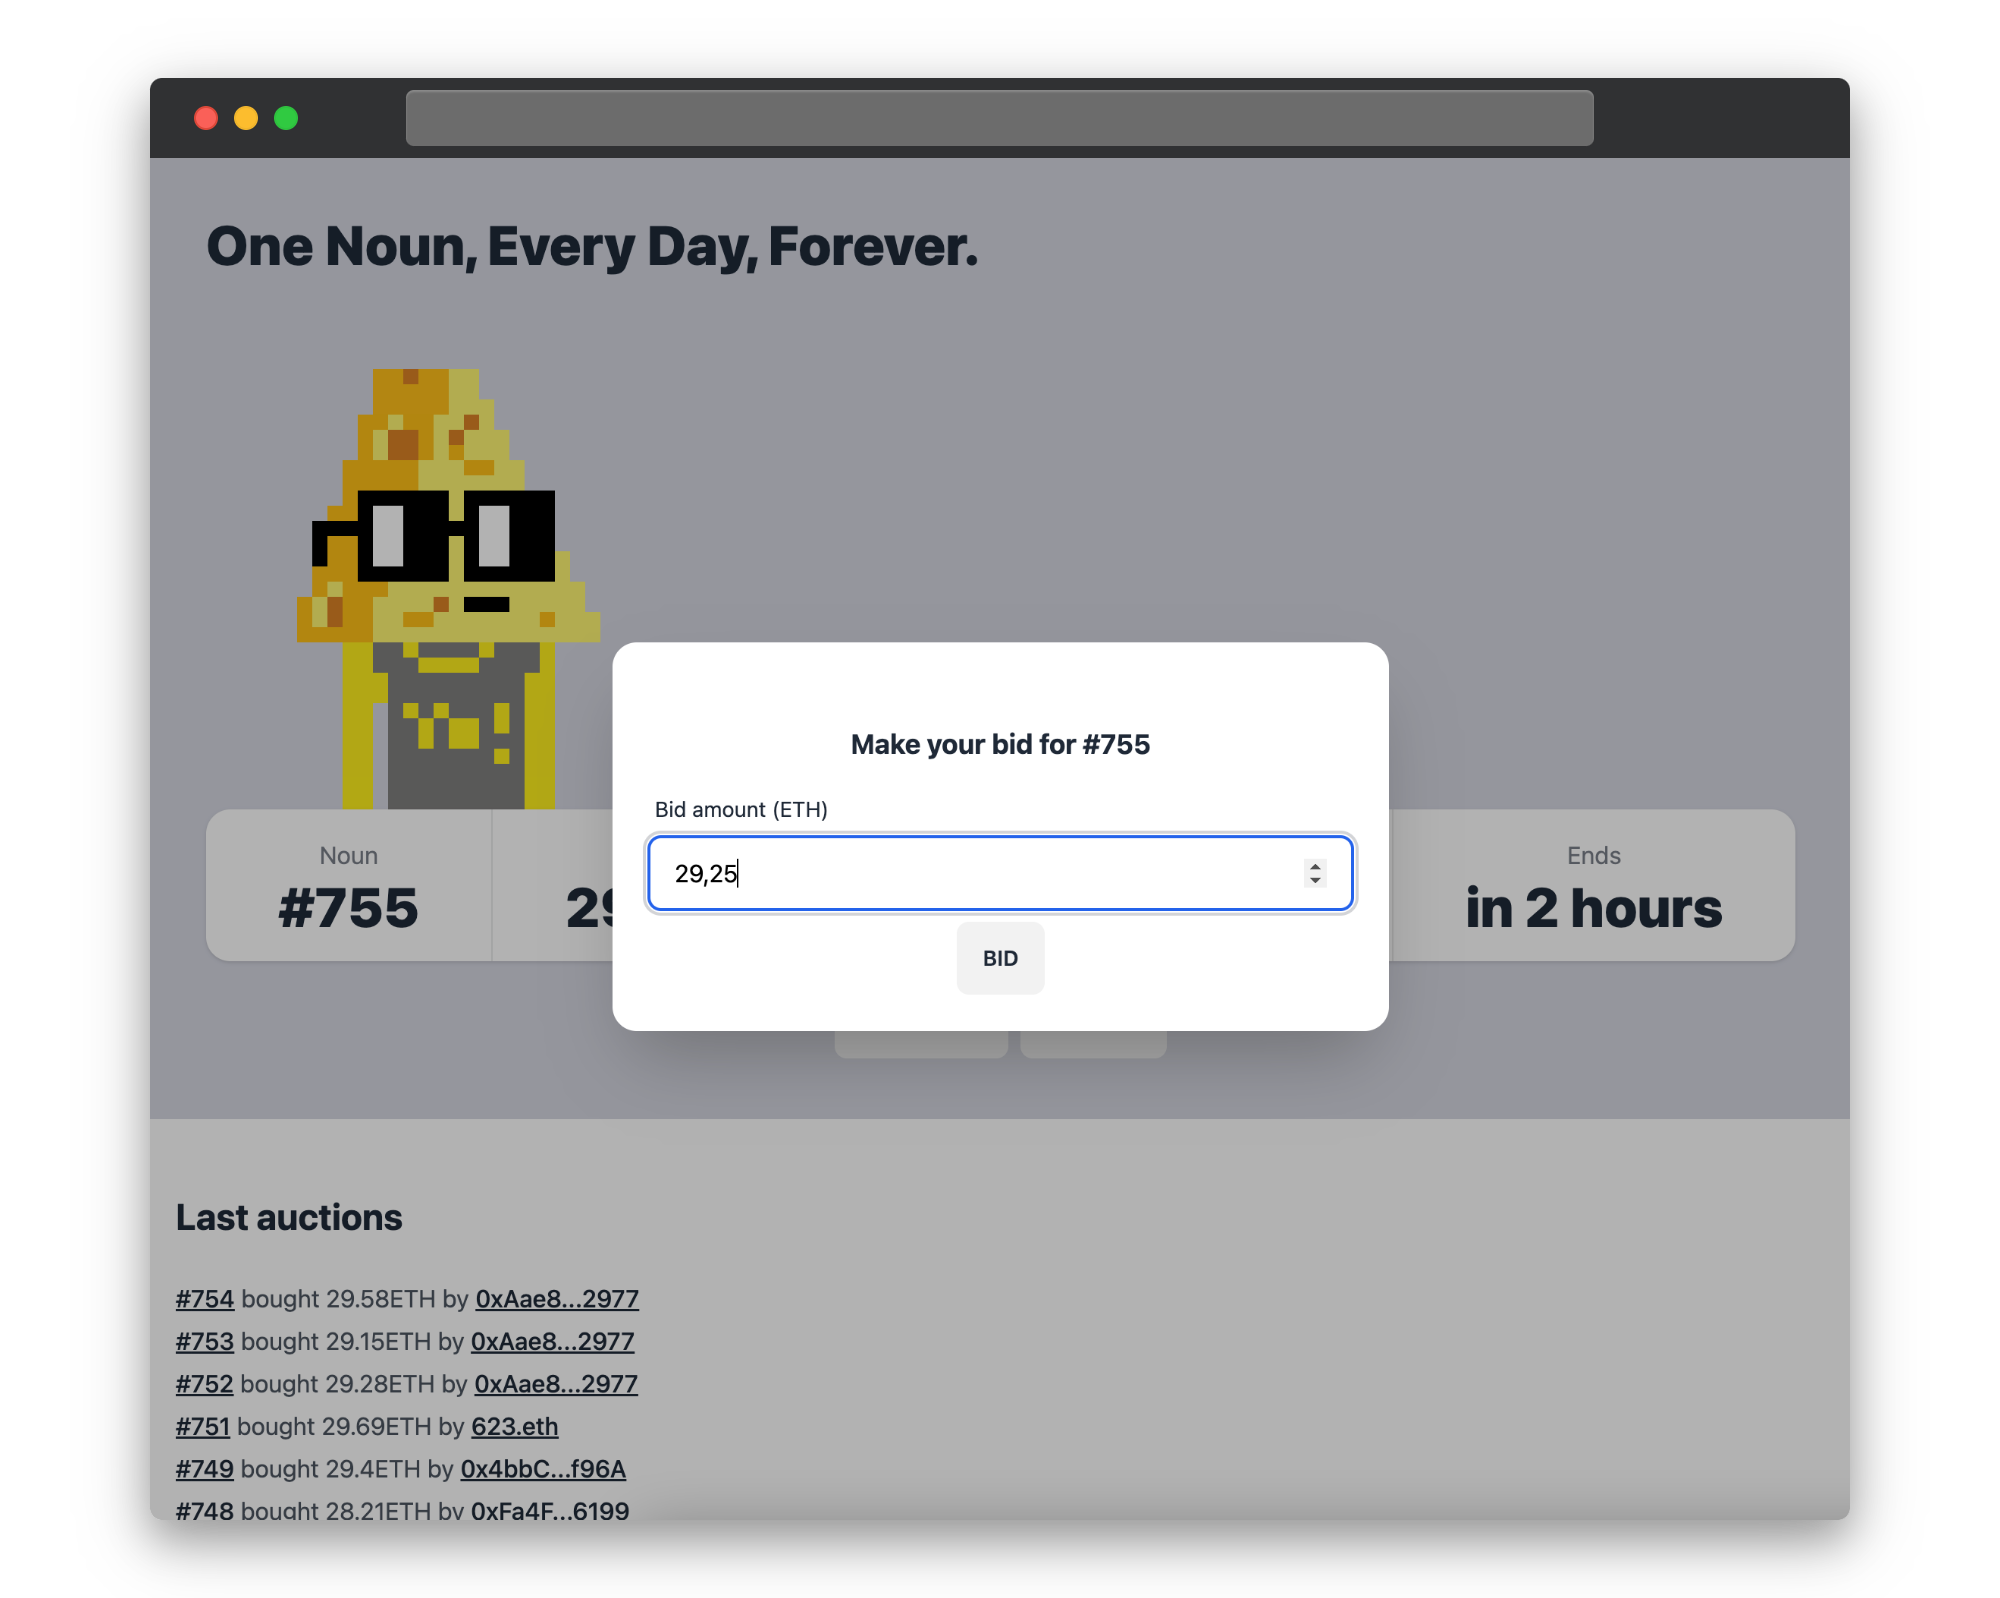 One Noun, Every Day, Forever.
Make your bid for #755
Bid amount (ETH)
29,25
BID
Noun
#755
Ends
in 2 hours
Last auctions
#754 bought 29.58ETH by 0xAae8...2977
#753 bought 29.15ETH by 0xAae8...2977
#752 bought 29.28ETH by 0xAae8...2977
#751 bought 29.69ETH by 623.eth
#749 bought 29.4ETH by 0x4bbC...f96A
#748 bought 28.21ETH by 0xFa4F...6199